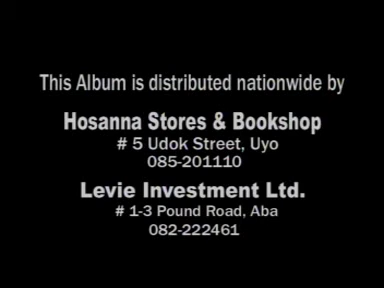 This Album is distributed nationwide by
Hosanna Stores & Bookshop
# 5 Udok Street, Uyo
085-201110
Levie Investment Ltd.
# 1-3 Pound Road, Aba
082-222461